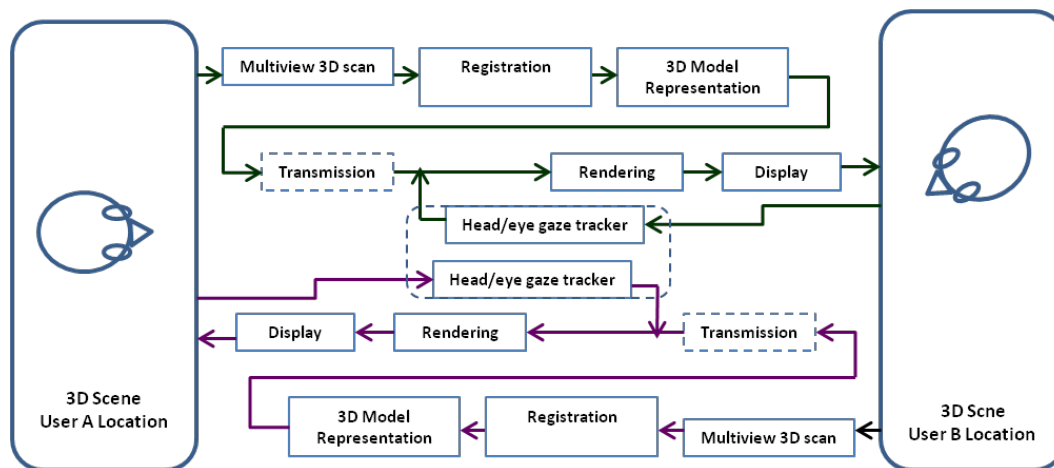 Multiview 3D scan
Registration
3D Model
Representation
Transmission
Rendering
Display
Head/eye gaze tracker
Head/eye gaze tracker
Display
Rendering
Transmission
3D Model
Representation
Registration
Multiview 3D scan
3D Scene
User A Location
3D Scne
User B Location